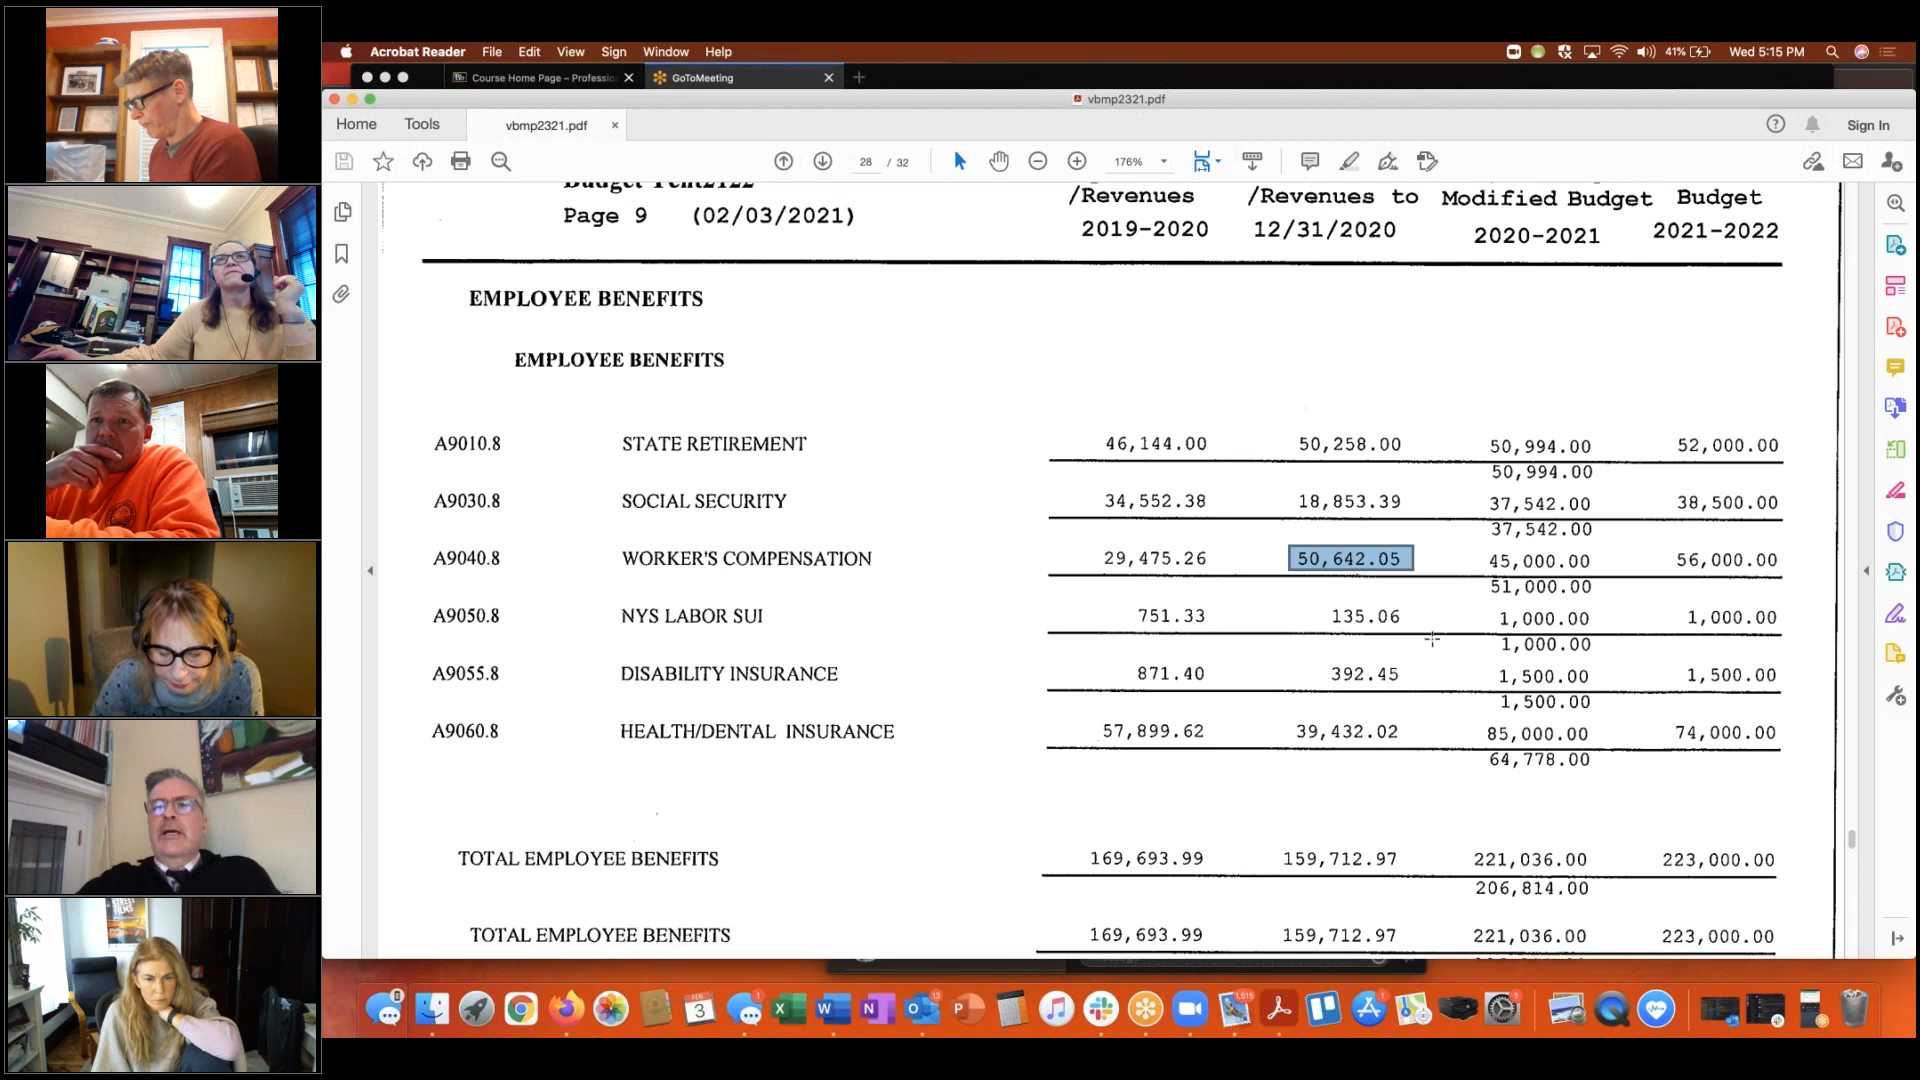 Acrobat Reader File Edit View Sign Window Help 41% Wed 5:15 PM
Course Home Page – Professio GoToMeeting
vbmp2321.pdf
Home Tools vbmp2321.pdf Sign In
28 / 32 176%
Budget Tent2122 /Revenues /Revenues to Modified Budget Budget
Page 9 (02/03/2021) 2019-2020 12/31/2020 2020-2021 2021-2022
EMPLOYEE BENEFITS
EMPLOYEE BENEFITS
A9010.8 STATE RETIREMENT 46,144.00 50,258.00 50,994.00 52,000.00
50,994.00
A9030.8 SOCIAL SECURITY 34,552.38 18,853.39 37,542.00 38,500.00
37,542.00
A9040.8 WORKER'S COMPENSATION 29,475.26 50,642.05 45,000.00 56,000.00
51,000.00
A9050.8 NYS LABOR SUI 751.33 135.06 1,000.00 1,000.00
1,000.00
A9055.8 DISABILITY INSURANCE 871.40 392.45 1,500.00 1,500.00
1,500.00
A9060.8 HEALTH/DENTAL INSURANCE 57,899.62 39,432.02 85,000.00 74,000.00
64,778.00
TOTAL EMPLOYEE BENEFITS 169,693.99 159,712.97 221,036.00 223,000.00
206,814.00
TOTAL EMPLOYEE BENEFITS 169,693.99 159,712.97 221,036.00 223,000.00
FEB
3